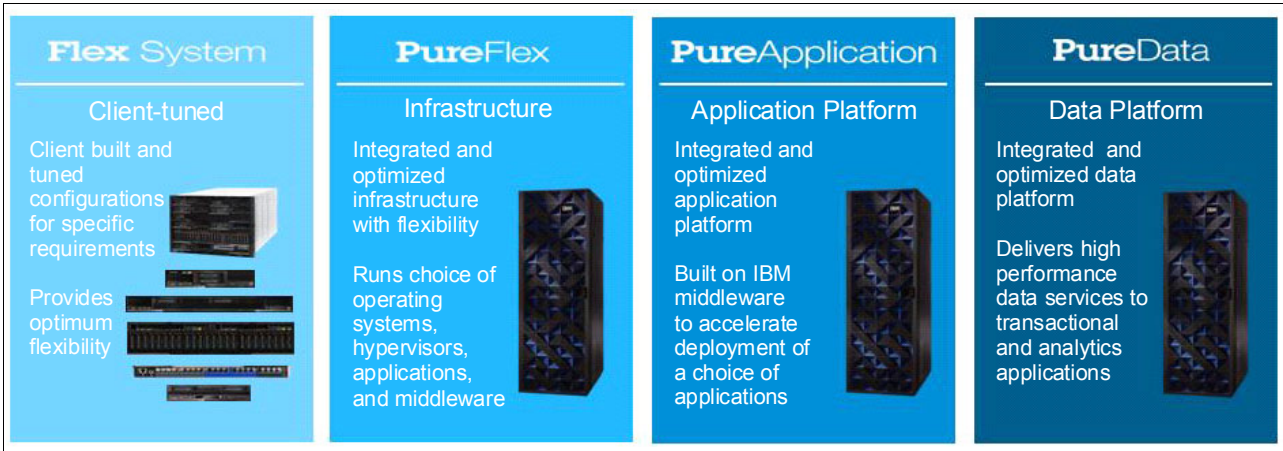 Flex System
Client-tuned
Client built and
tuned
configurations
for specific
requirements
Provides
optimum
flexibility
PureFlex
Infrastructure
Integrated and
optimized
infrastructure
with flexibility
Runs choice of
operating
systems,
hypervisors,
applications,
and middleware
PureApplication
Application Platform
Integrated and
optimized
application
platform
Built on IBM
middleware
to accelerate
deployment of
a choice of
applications
PureData
Data Platform
Integrated and
optimized data
platform
Delivers high
performance
data services to
transactional
and analytics
applications